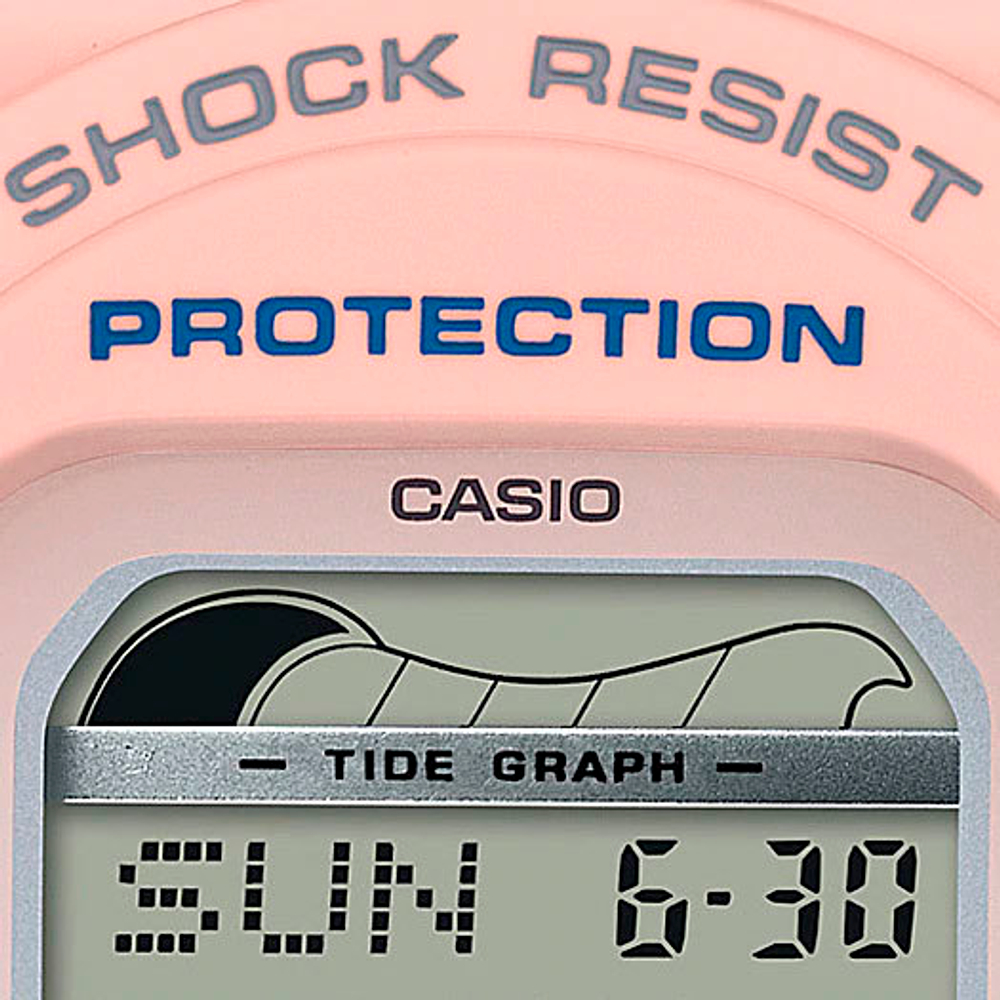 SHOCK RESIST
PROTECTION
CASIO
— TIDE GRAPH —
SUN 6-30